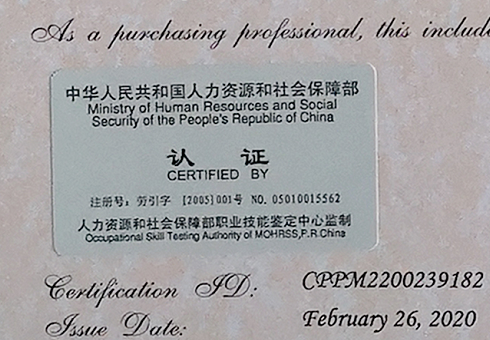 As a purchasing professional, this include
中华人民共和国人力资源和社会保障部
Ministry of Human Resources and Social
Security of the People's Republic of China
认 证
CERTIFIED BY
注册号: 劳引字 [2005]001号 NO. 05010015562
人力资源和社会保障部职业技能鉴定中心监制
Occupational Skill Testing Authority of MOHRSS,P.R.China
Certification ID: CPPM2200239182
Issue Date: February 26, 2020